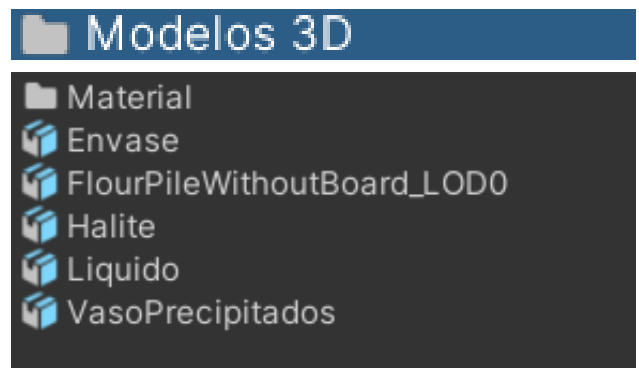 Modelos 3D
Material
Envase
FlourPileWithoutBoard_LOD0
Halite
Liquido
VasoPrecipitados